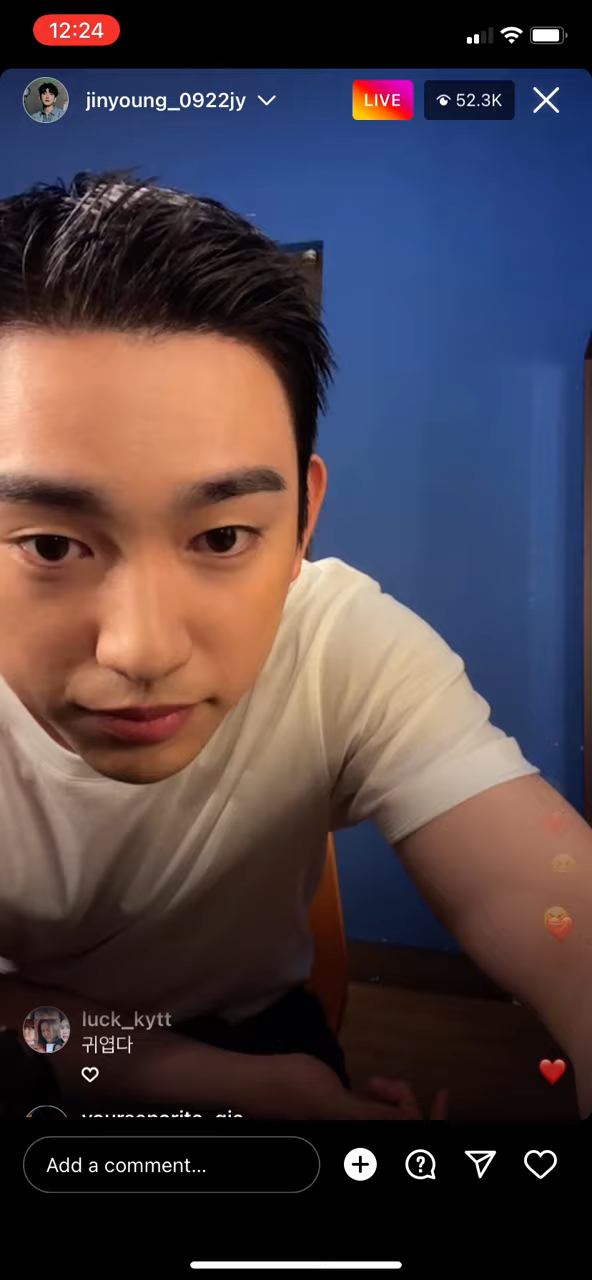 12:24
jinyoung_0922jy
LIVE
52.3K
luck_kytt
귀엽다
Add a comment...